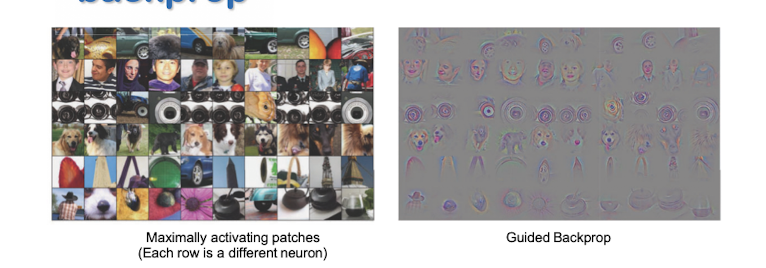 backprop
Maximally activating patches
(Each row is a different neuron)
Guided Backprop